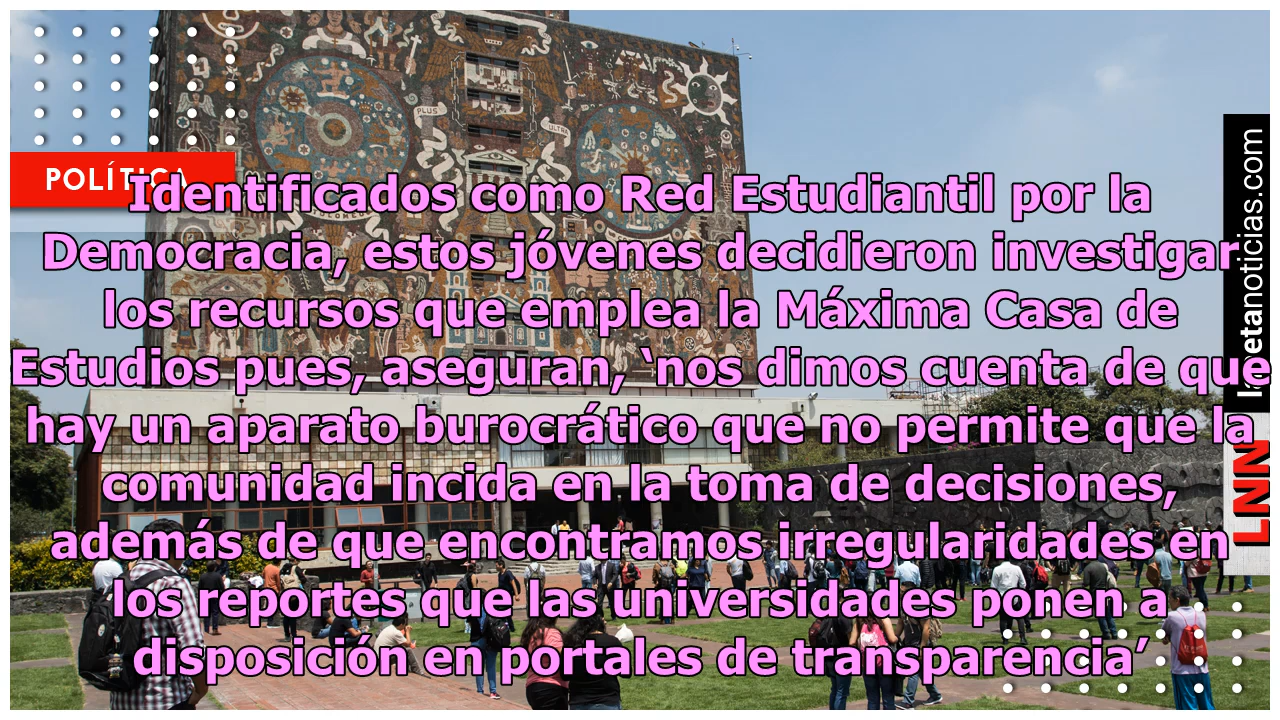 PLUS
ULTRA
POLÍTICA
Identificados como Red Estudiantil por la
Democracia, estos jóvenes decidieron investigar
los recursos que emplea la Máxima Casa de
Estudios pues, aseguran, ‘nos dimos cuenta de que
hay un aparato burocrático que no permite que la
comunidad incida en la toma de decisiones,
además de que encontramos irregularidades en
los reportes que las universidades ponen a
disposición en portales de transparencia’
lanetanoticias.com
LNN